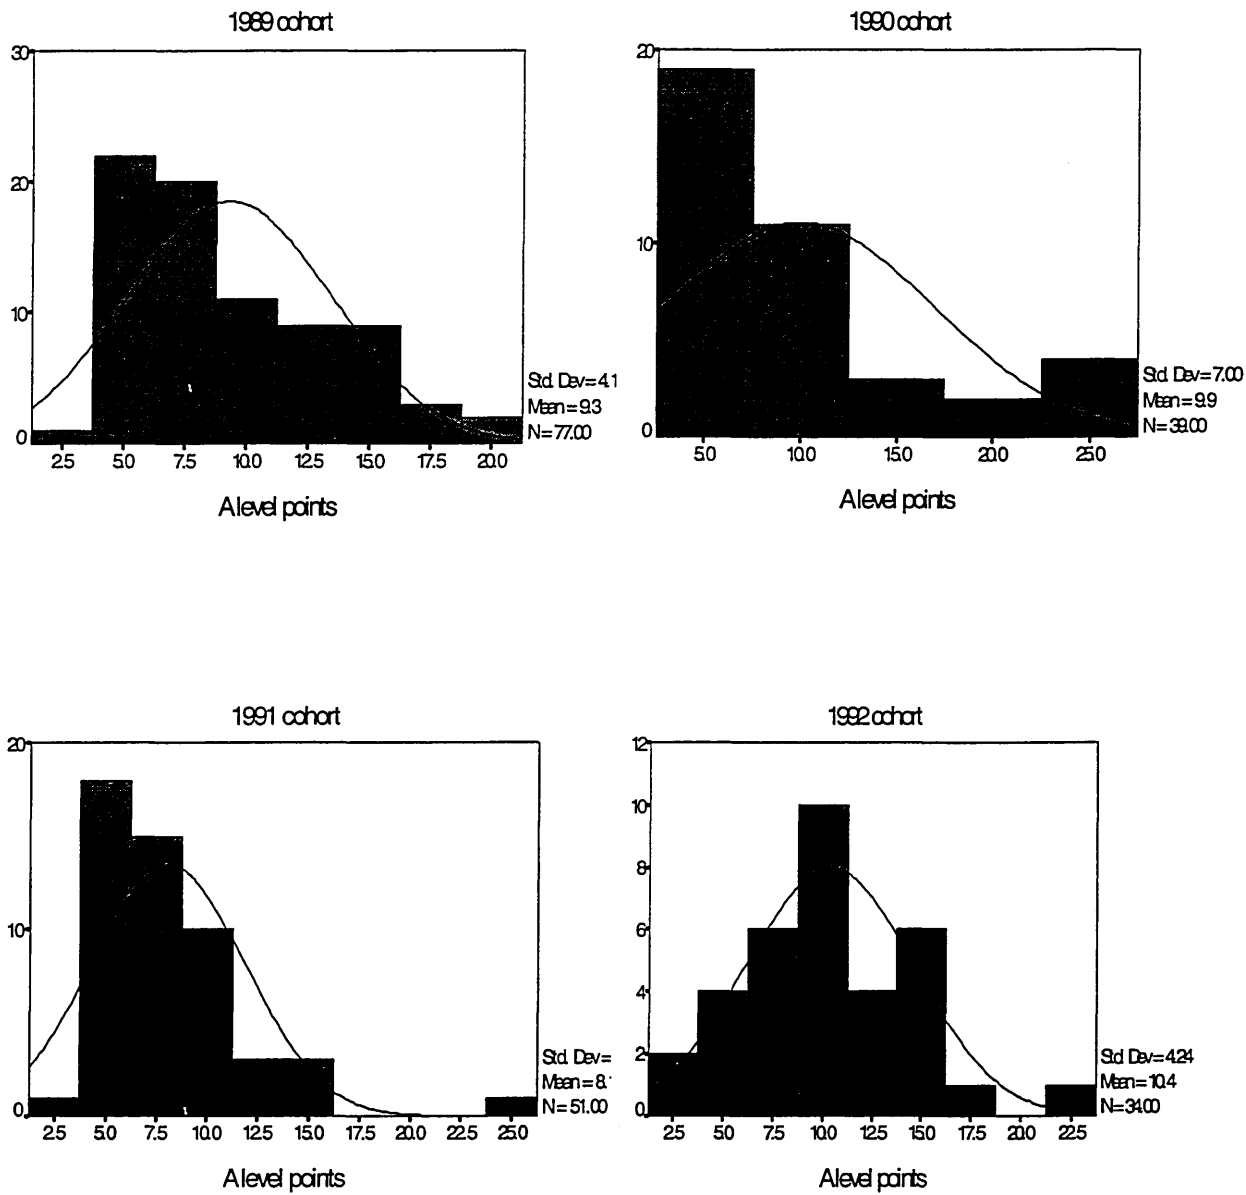 1989 cohort
30
20
10
0
2.5 5.0 7.5 10.0 12.5 15.0 17.5 20.0
A level points
Std. Dev = 4.1
Mean = 9.3
N = 77.00
1990 cohort
20
10
0
5.0 10.0 15.0 20.0 25.0
A level points
Std. Dev = 7.00
Mean = 9.9
N = 39.00
1991 cohort
20
10
0
2.5 5.0 7.5 10.0 12.5 15.0 17.5 20.0 22.5 25.0
A level points
Std. Dev =
Mean = 8.
N = 51.00
1992 cohort
12
10
8
6
4
2
0
2.5 5.0 7.5 10.0 12.5 15.0 17.5 20.0 22.5
A level points
Std. Dev = 4.24
Mean = 10.4
N = 34.00